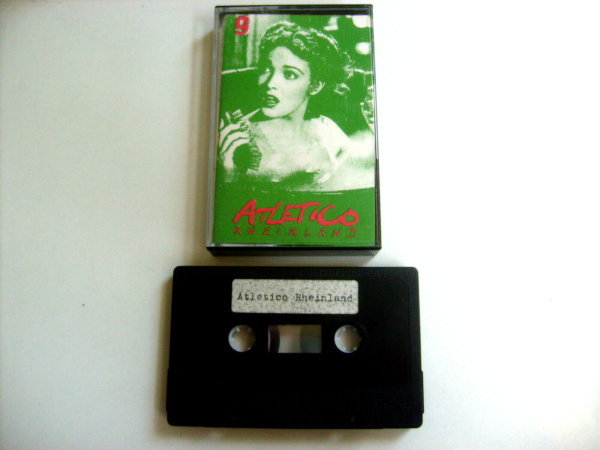 9
ATLETICO
RHEINLAND
Atletico Rheinland